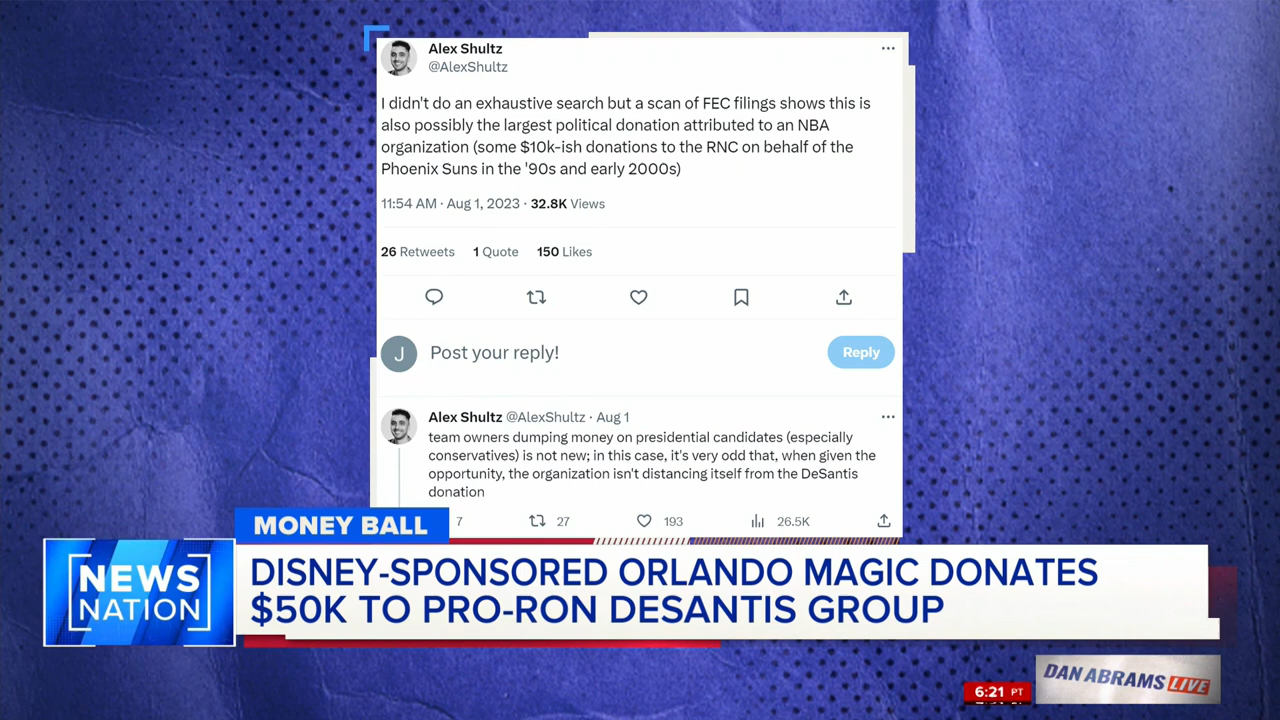 Alex Shultz
@AlexShultz
I didn't do an exhaustive search but a scan of FEC filings shows this is
also possibly the largest political donation attributed to an NBA
organization (some $10k-ish donations to the RNC on behalf of the
Phoenix Suns in the '90s and early 2000s)
11:54 AM · Aug 1, 2023 · 32.8K Views
26 Retweets 1 Quote 150 Likes
J Post your reply! Reply
Alex Shultz @AlexShultz · Aug 1
team owners dumping money on presidential candidates (especially
conservatives) is not new; in this case, it's very odd that, when given the
opportunity, the organization isn't distancing itself from the DeSantis
donation
7 27 193 26.5K
MONEY BALL
NEWS
NATION
DISNEY-SPONSORED ORLANDO MAGIC DONATES
$50K TO PRO-RON DESANTIS GROUP
DAN ABRAMS LIVE
6:21 PT